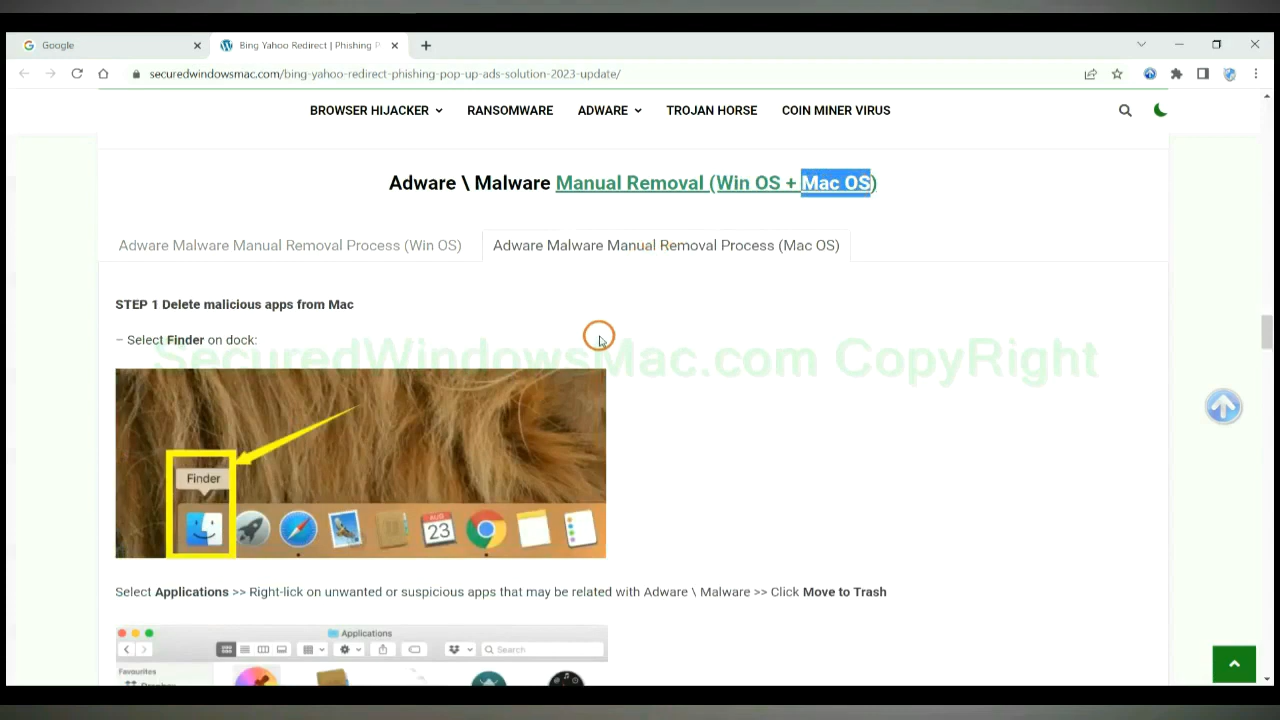 Google
Bing Yahoo Redirect | Phishing P
securedwindowsmac.com/bing-yahoo-redirect-phishing-pop-up-ads-solution-2023-update/
BROWSER HIJACKER RANSOMWARE ADWARE TROJAN HORSE COIN MINER VIRUS
Adware \ Malware Manual Removal (Win OS + Mac OS)
Adware Malware Manual Removal Process (Win OS) Adware Malware Manual Removal Process (Mac OS)
STEP 1 Delete malicious apps from Mac
– Select Finder on dock:
SecuredWindowsMac.com CopyRight
Finder
AUG
23
Select Applications >> Right-lick on unwanted or suspicious apps that may be related with Adware \ Malware >> Click Move to Trash
Applications
Search
Favourites
Dropbox